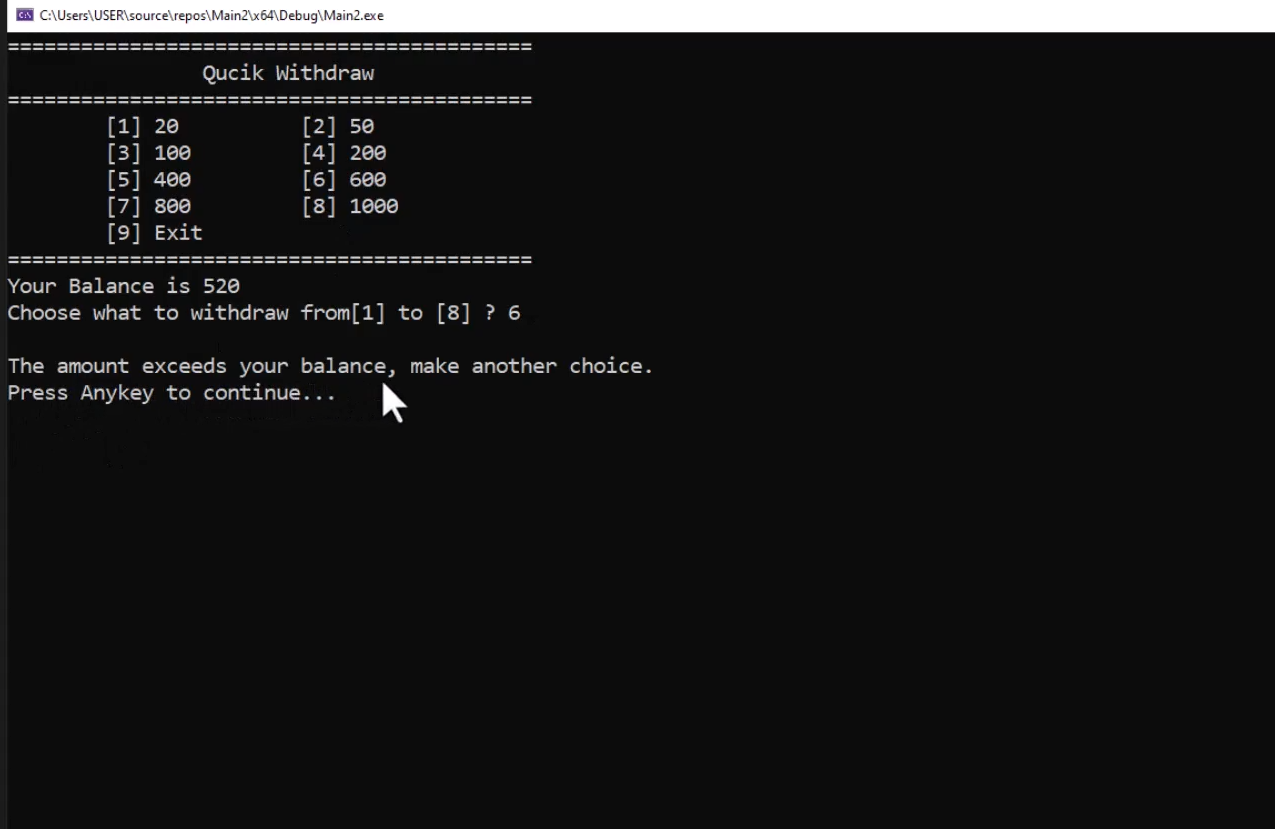 C:\Users\USER\source\repos\Main2\x64\Debug\Main2.exe
===========================================
Qucik Withdraw
===========================================
[1] 20 [2] 50
[3] 100 [4] 200
[5] 400 [6] 600
[7] 800 [8] 1000
[9] Exit
===========================================
Your Balance is 520
Choose what to withdraw from[1] to [8] ? 6
The amount exceeds your balance, make another choice.
Press Anykey to continue...